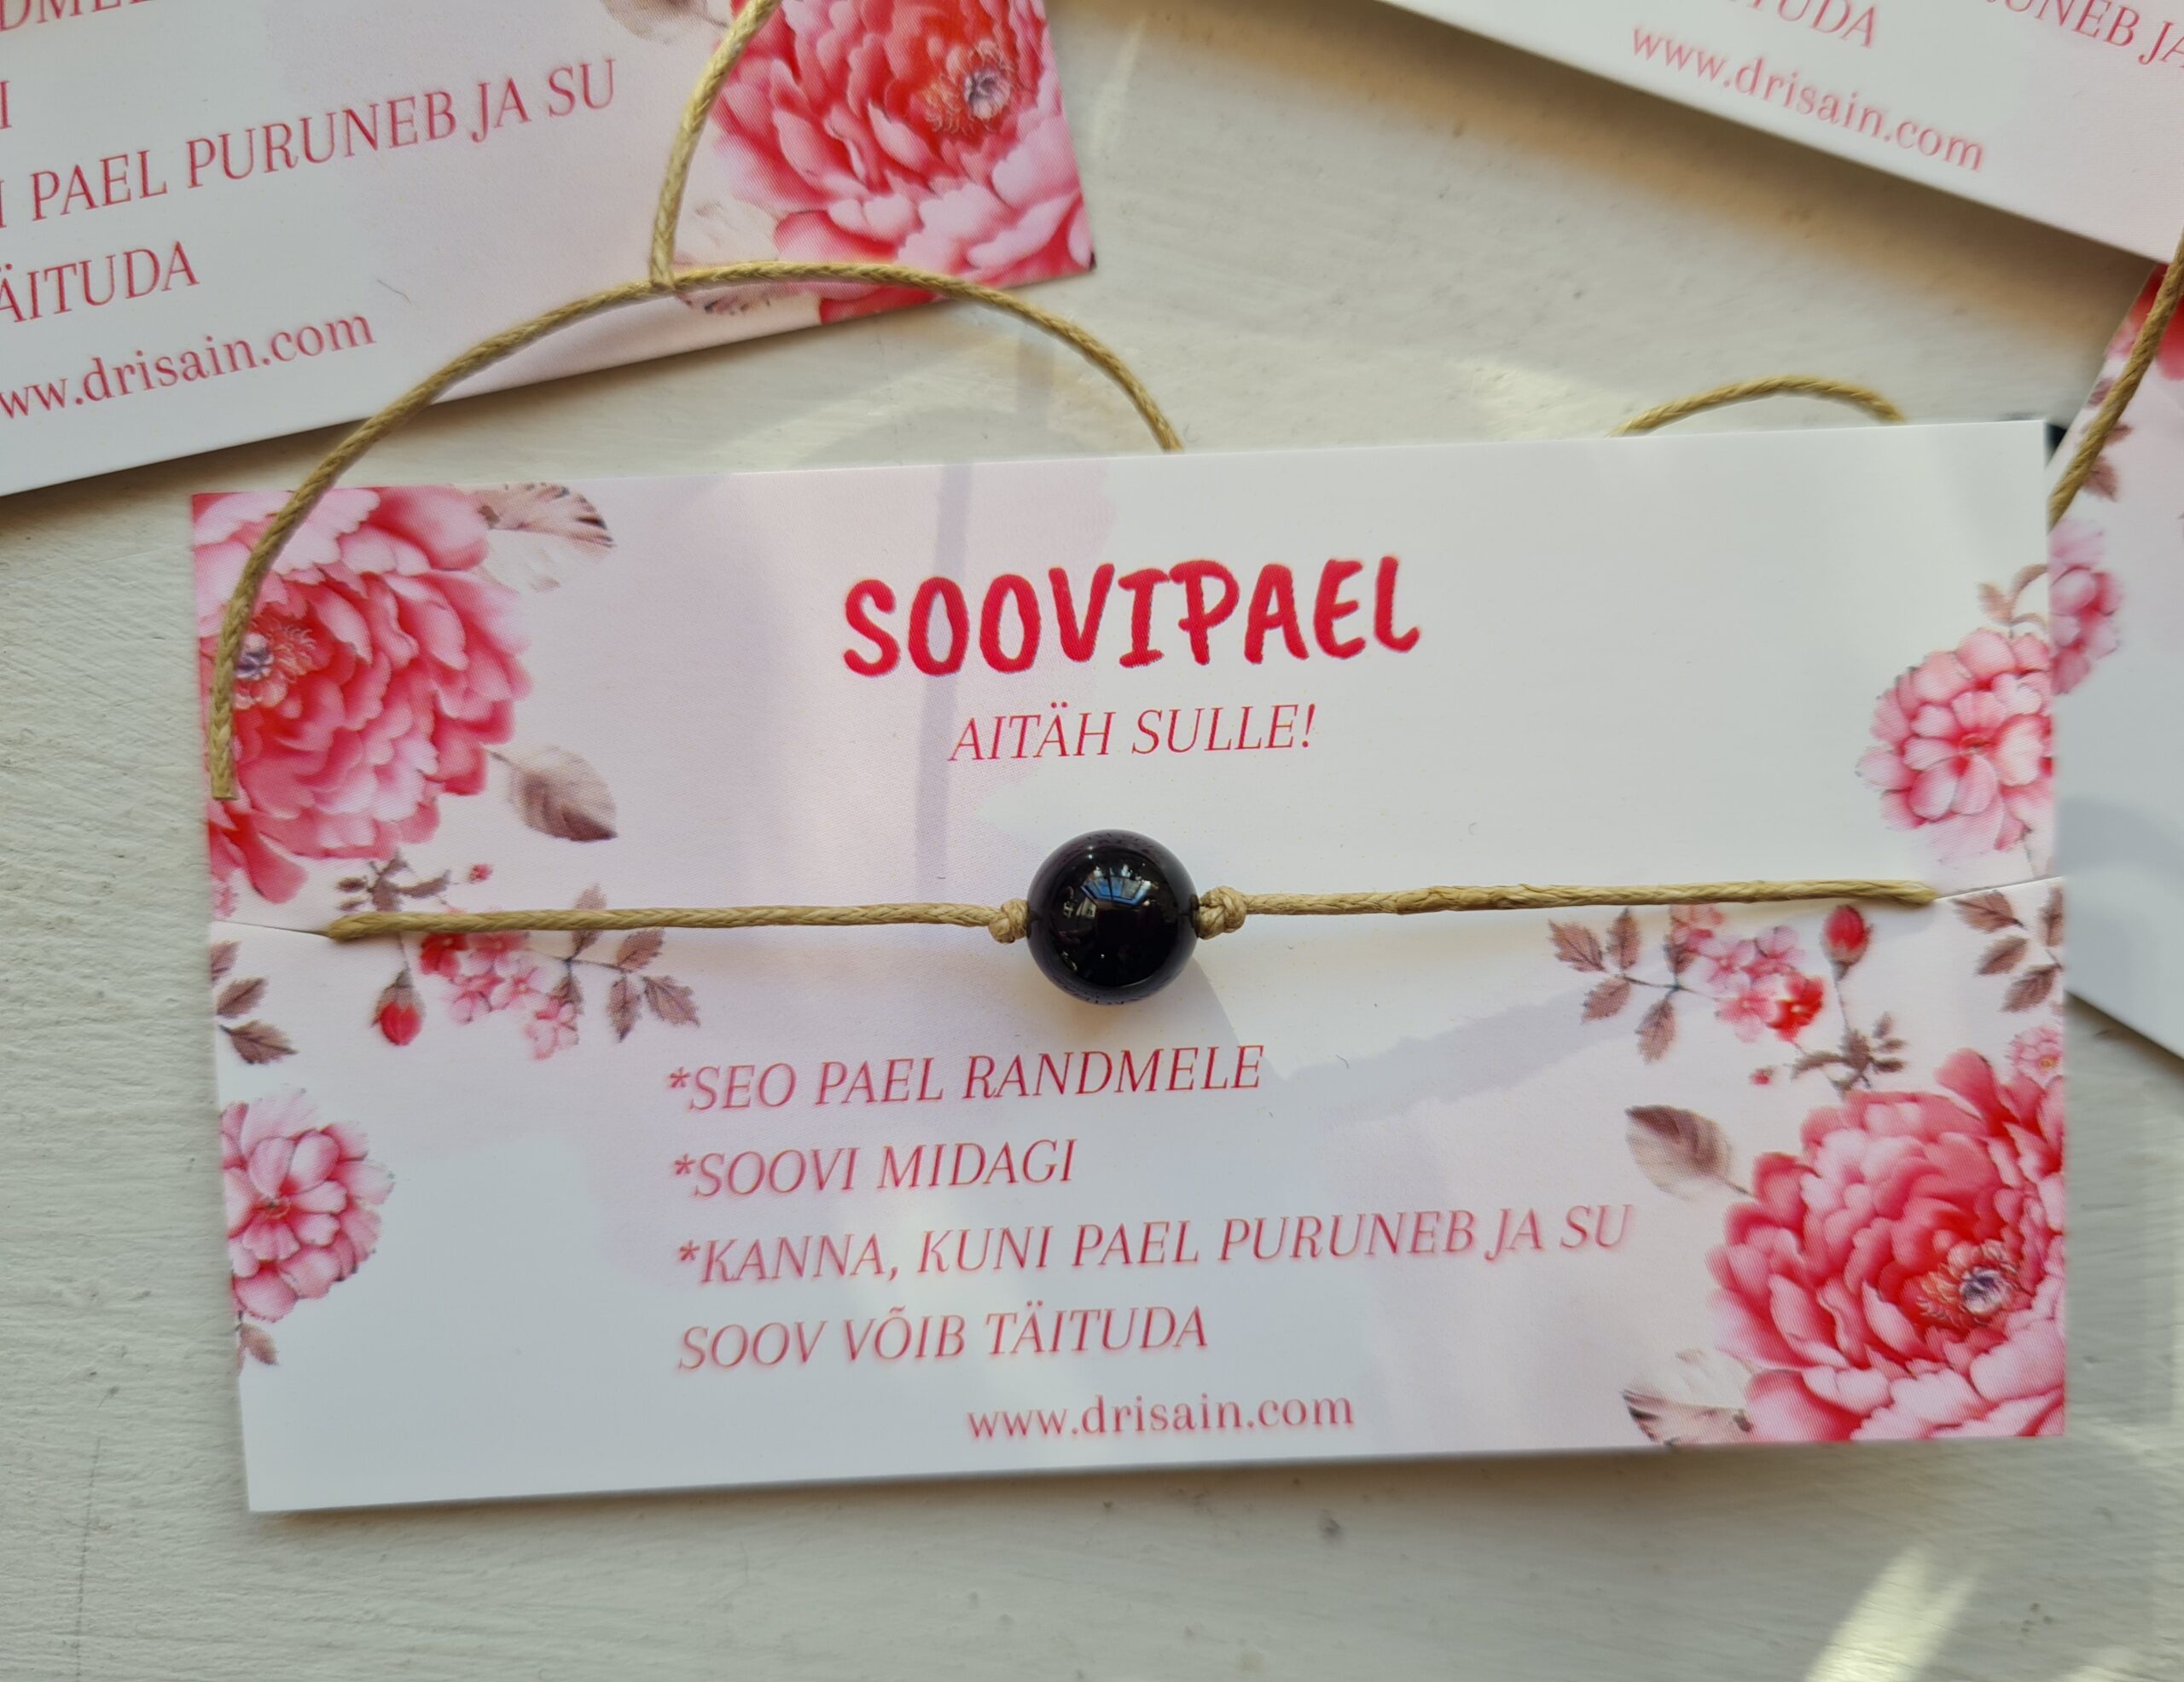 I
PAEL PURUNEB JA SU
www.drisain.com
www.drisain.com
SOOVIPAEL
AITÄH SULLE!
*SEO PAEL RANDMELE
*SOOVI MIDAGI
*KANNA, KUNI PAEL PURUNEB JA SU
SOOV VÕIB TÄITUDA
www.drisain.com